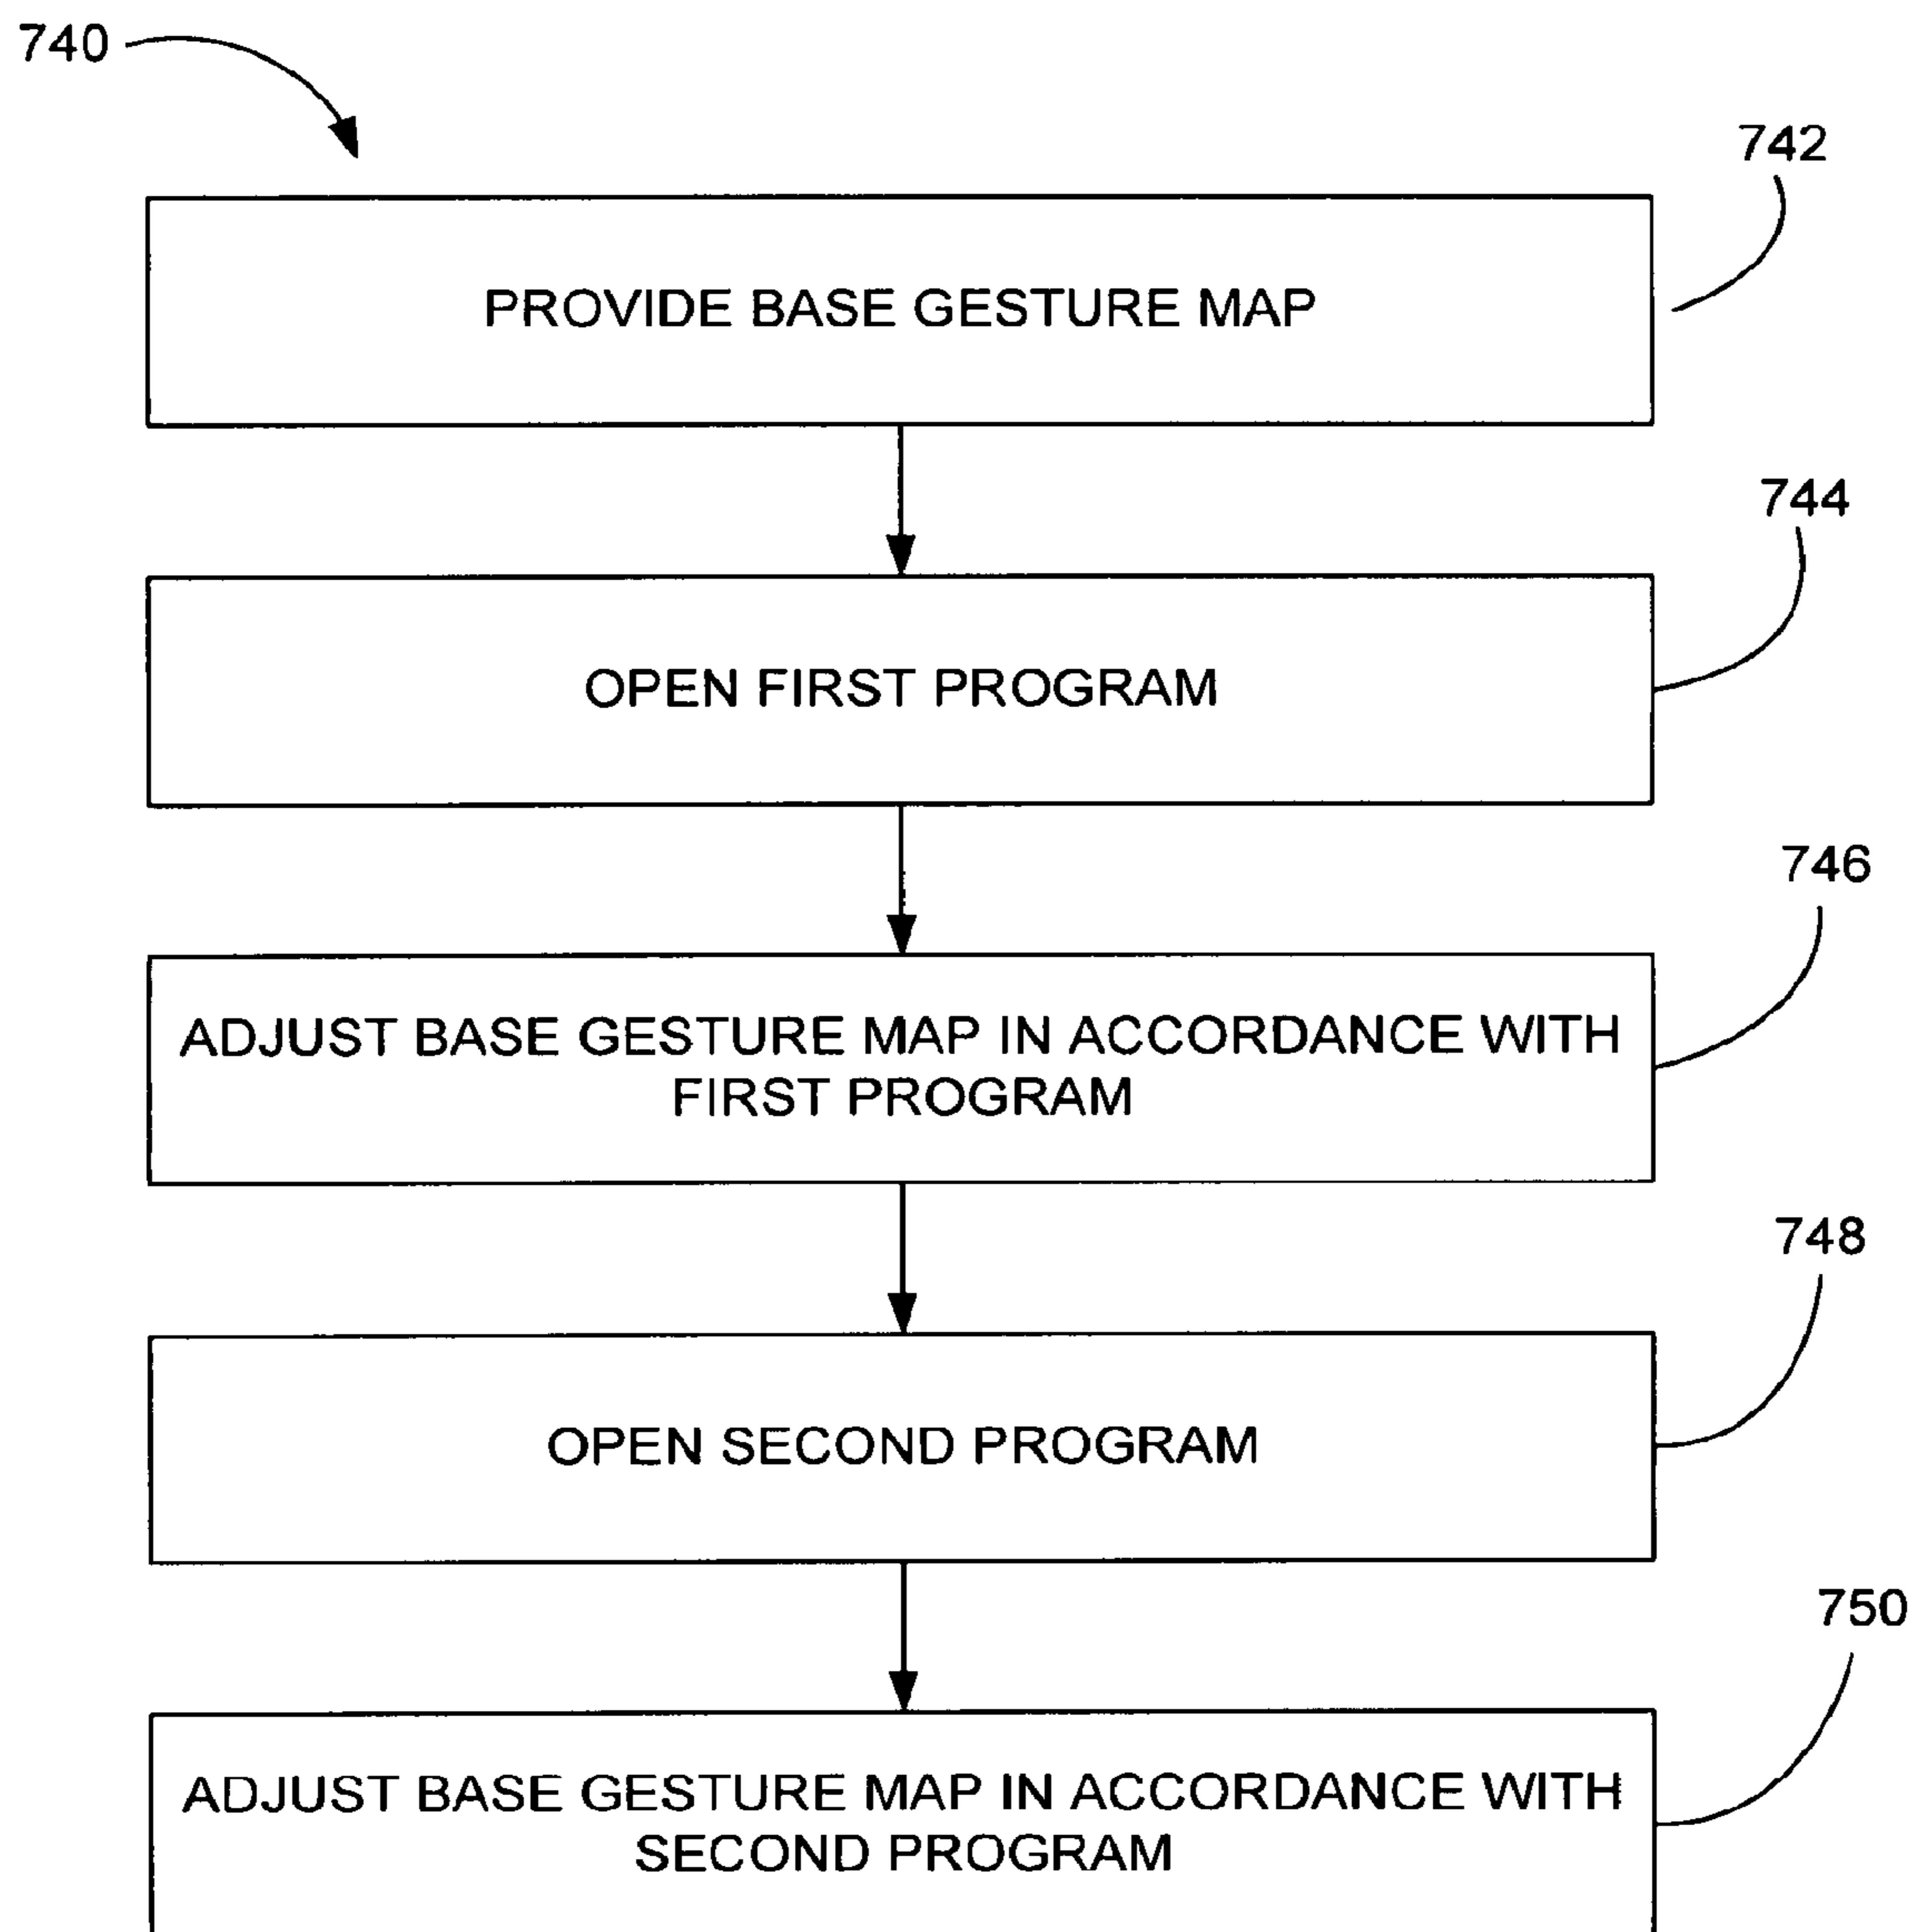 740
742
PROVIDE BASE GESTURE MAP
744
OPEN FIRST PROGRAM
746
ADJUST BASE GESTURE MAP IN ACCORDANCE WITH
FIRST PROGRAM
748
OPEN SECOND PROGRAM
750
ADJUST BASE GESTURE MAP IN ACCORDANCE WITH
SECOND PROGRAM